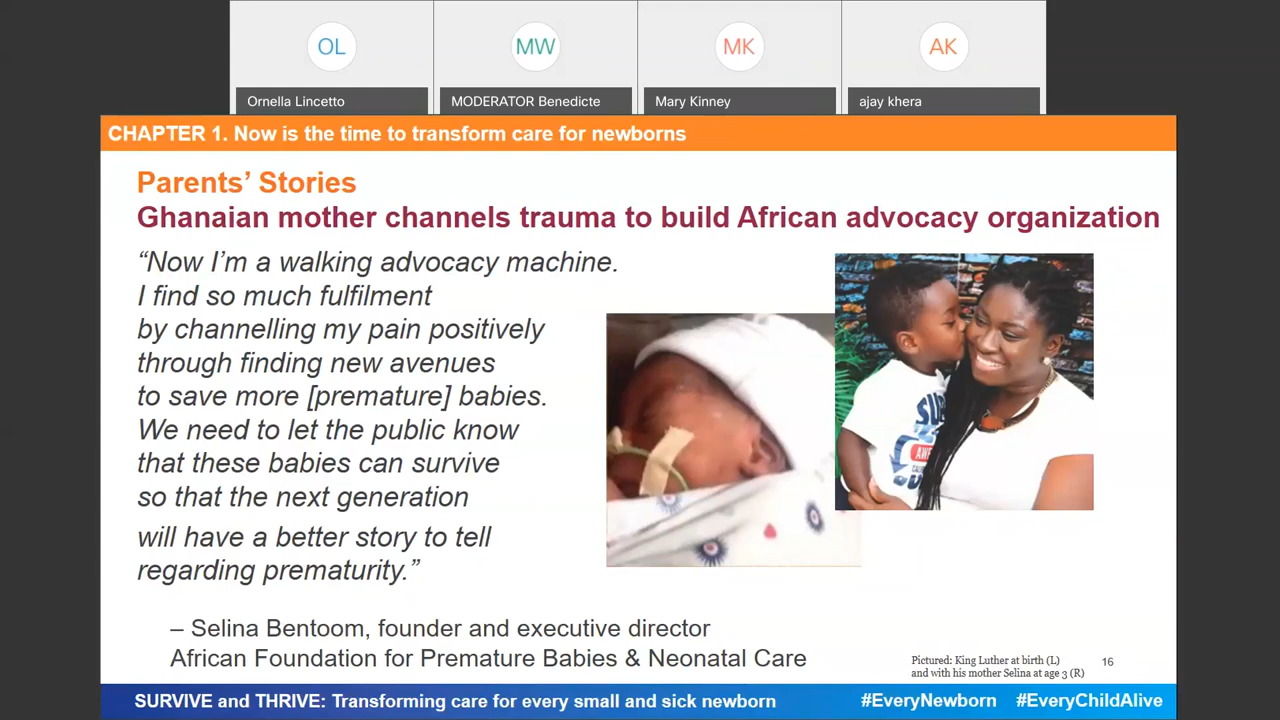 OL
MW
MK
AK
Ornella Lincetto
MODERATOR Benedicte
Mary Kinney
ajay khera
CHAPTER 1. Now is the time to transform care for newborns
Parents’ Stories
Ghanaian mother channels trauma to build African advocacy organization
“Now I’m a walking advocacy machine.
I find so much fulfilment
by channelling my pain positively
through finding new avenues
to save more [premature] babies.
We need to let the public know
that these babies can survive
so that the next generation
will have a better story to tell
regarding prematurity.”
– Selina Bentoom, founder and executive director
African Foundation for Premature Babies & Neonatal Care
Pictured: King Luther at birth (L)
and with his mother Selina at age 3 (R)
16
SURVIVE and THRIVE: Transforming care for every small and sick newborn
#EveryNewborn #EveryChildAlive